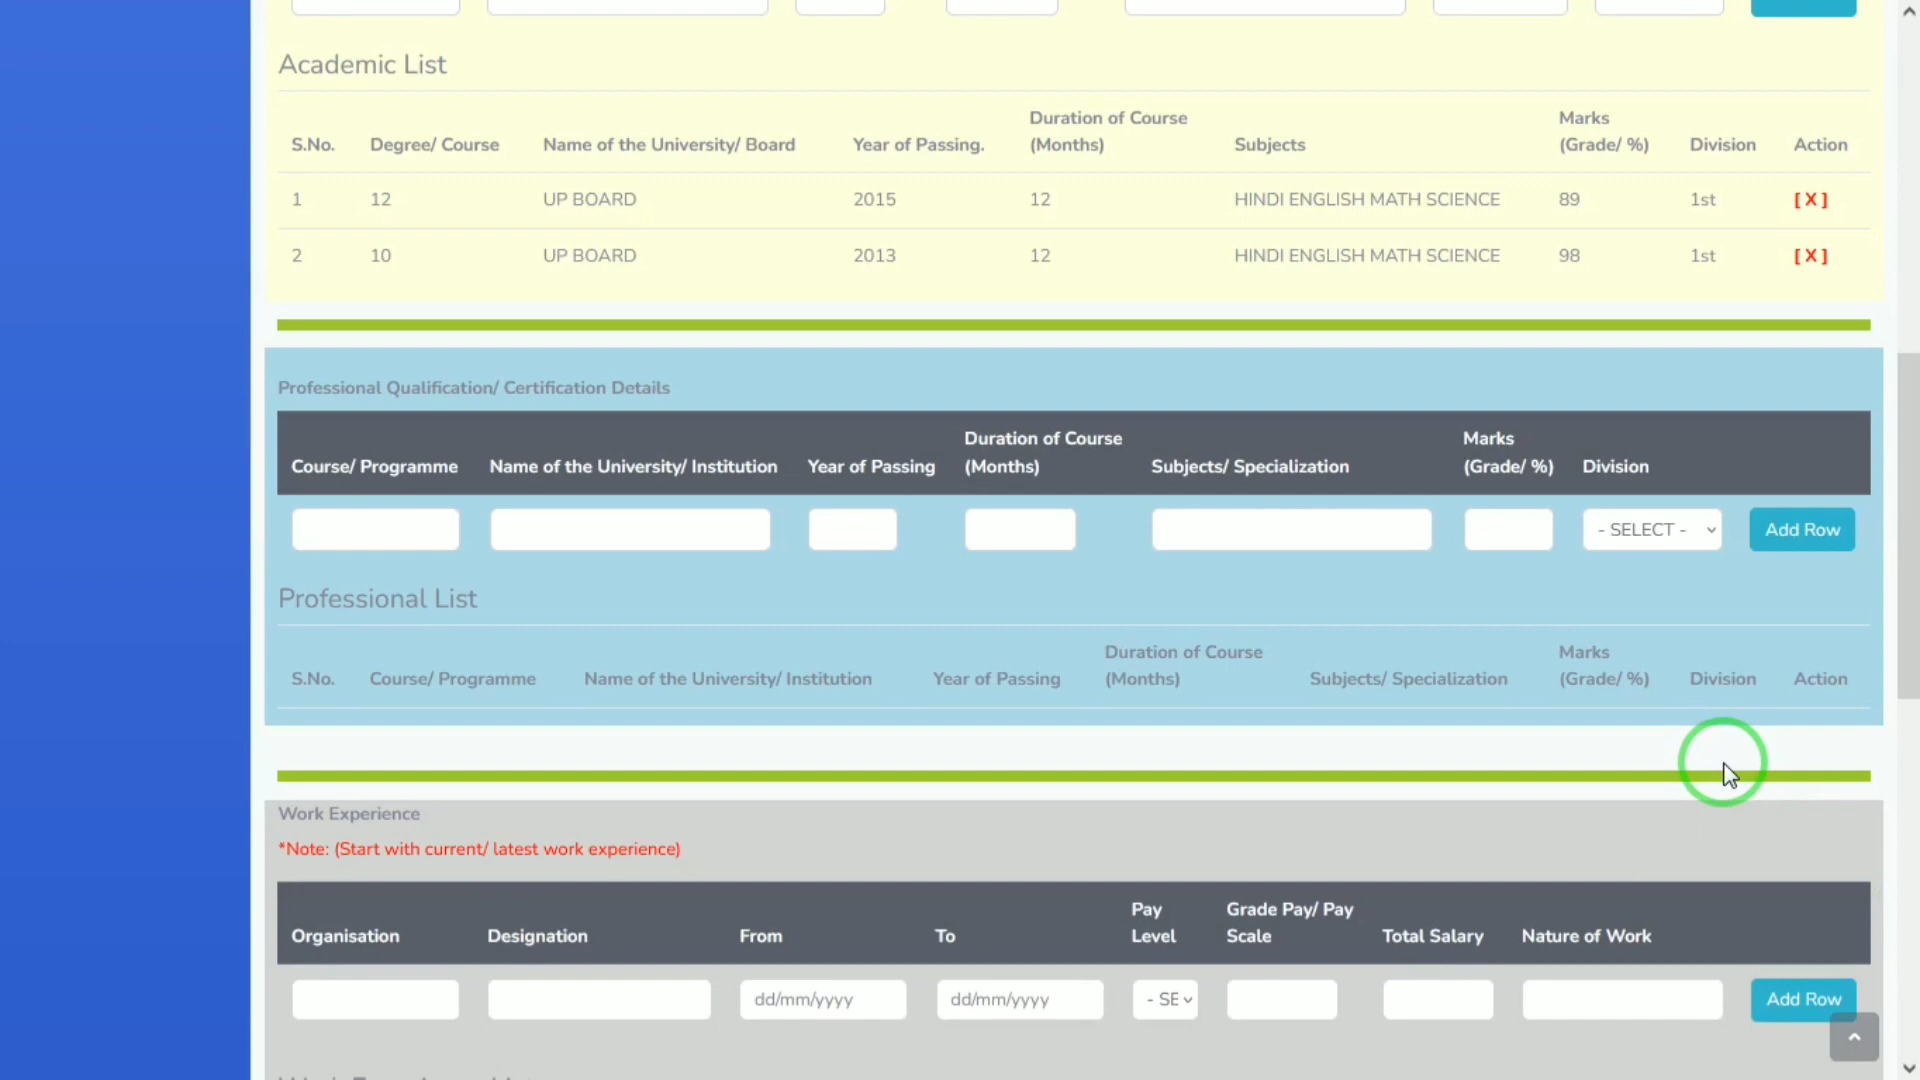 Academic List
S.No. Degree/ Course Name of the University/ Board Year of Passing. Duration of Course (Months) Subjects Marks (Grade/ %) Division Action
1 12 UP BOARD 2015 12 HINDI ENGLISH MATH SCIENCE 89 1st [ X ]
2 10 UP BOARD 2013 12 HINDI ENGLISH MATH SCIENCE 98 1st [ X ]
Professional Qualification/ Certification Details
Course/ Programme Name of the University/ Institution Year of Passing Duration of Course (Months) Subjects/ Specialization Marks (Grade/ %) Division
- SELECT - Add Row
Professional List
S.No. Course/ Programme Name of the University/ Institution Year of Passing Duration of Course (Months) Subjects/ Specialization Marks (Grade/ %) Division Action
Work Experience
*Note: (Start with current/ latest work experience)
Organisation Designation From To Pay Level Grade Pay/ Pay Scale Total Salary Nature of Work
dd/mm/yyyy dd/mm/yyyy - SE Add Row